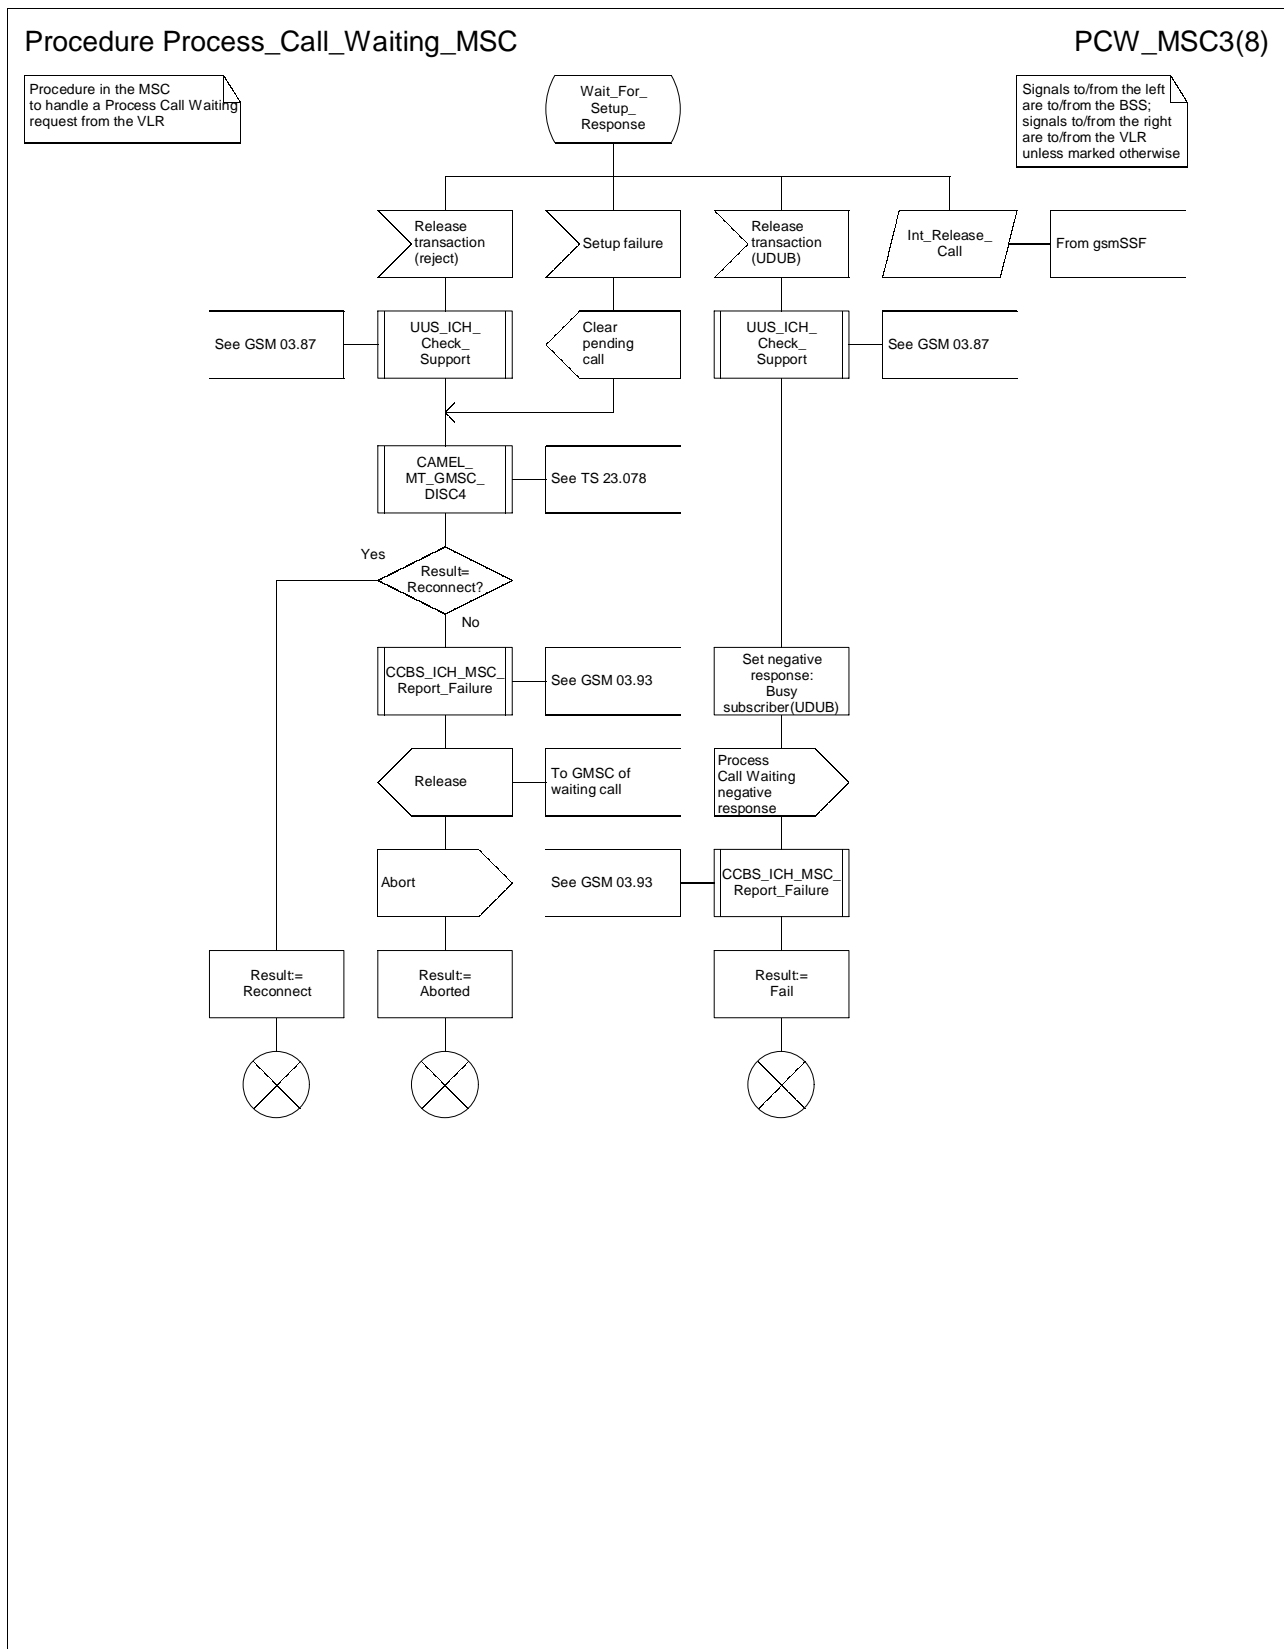 Procedure Process_Call_Waiting_MSC
PCW_MSC3(8)
Procedure in the MSC
to handle a Process Call Waiting
request from the VLR
Wait_For_
Setup_
Response
Signals to/from the left
are to/from the BSS;
signals to/from the right
are to/from the VLR
unless marked otherwise
Release
transaction
(reject)
Setup failure
Release
transaction
(UDUB)
Int_Release_
Call
From gsmSSF
See GSM 03.87
UUS_ICH_
Check_
Support
Clear
pending
call
UUS_ICH_
Check_
Support
See GSM 03.87
CAMEL_
MT_GMSC_
DISC4
See TS 23.078
Yes
Result=
Reconnect?
No
CCBS_ICH_MSC_
Report_Failure
See GSM 03.93
Set negative
response:
Busy
subscriber(UDUB)
Release
To GMSC of
waiting call
Process
Call Waiting
negative
response
Abort
See GSM 03.93
CCBS_ICH_MSC_
Report_Failure
Result:=
Reconnect
Result:=
Aborted
Result:=
Fail